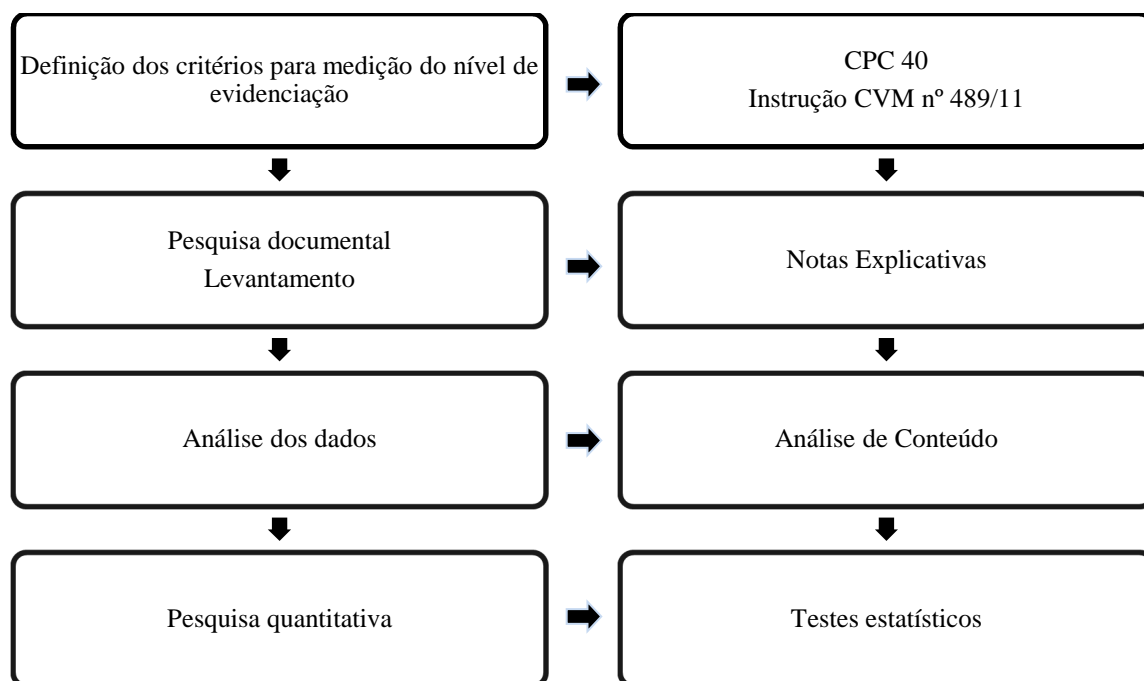 Definição dos critérios para medição do nível de
evidenciação
CPC 40
Instrução CVM nº 489/11
Pesquisa documental
Levantamento
Notas Explicativas
Análise dos dados
Análise de Conteúdo
Pesquisa quantitativa
Testes estatísticos